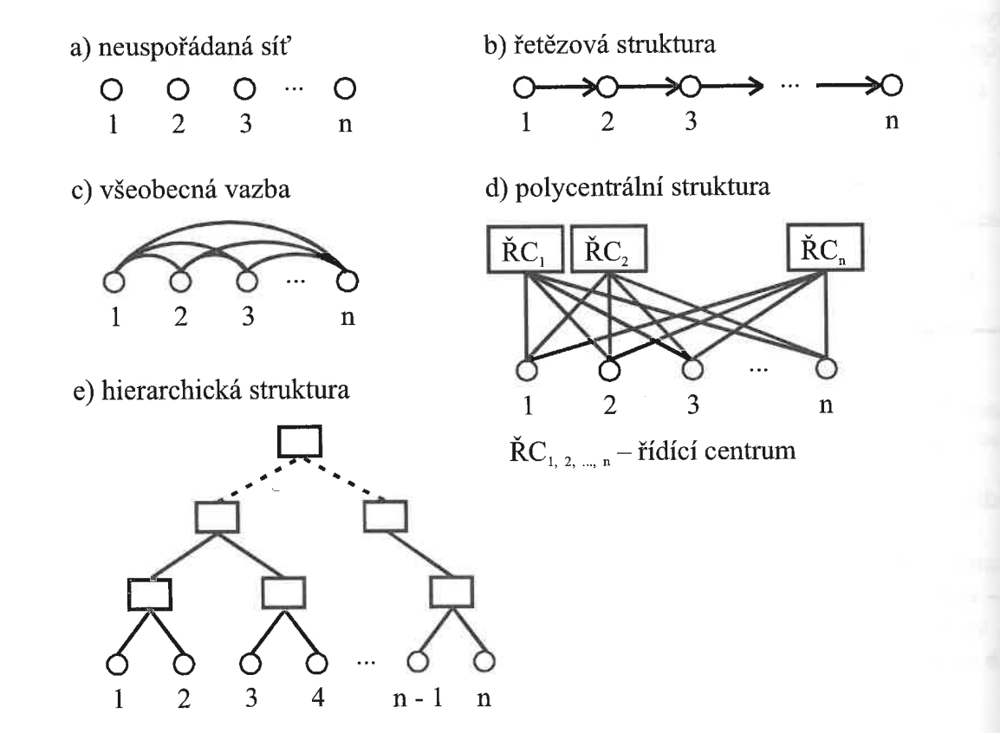 a) neuspořádaná síť
1 2 3 ... n
b) řetězová struktura
1 2 3 ... n
c) všeobecná vazba
1 2 3 ... n
d) polycentrální struktura
ŘC₁ ŘC₂ ŘCₙ
1 2 3 ... n
ŘC₁, ₂, ..., ₙ – řídící centrum
e) hierarchická struktura
...
1 2 3 4 n - 1 n